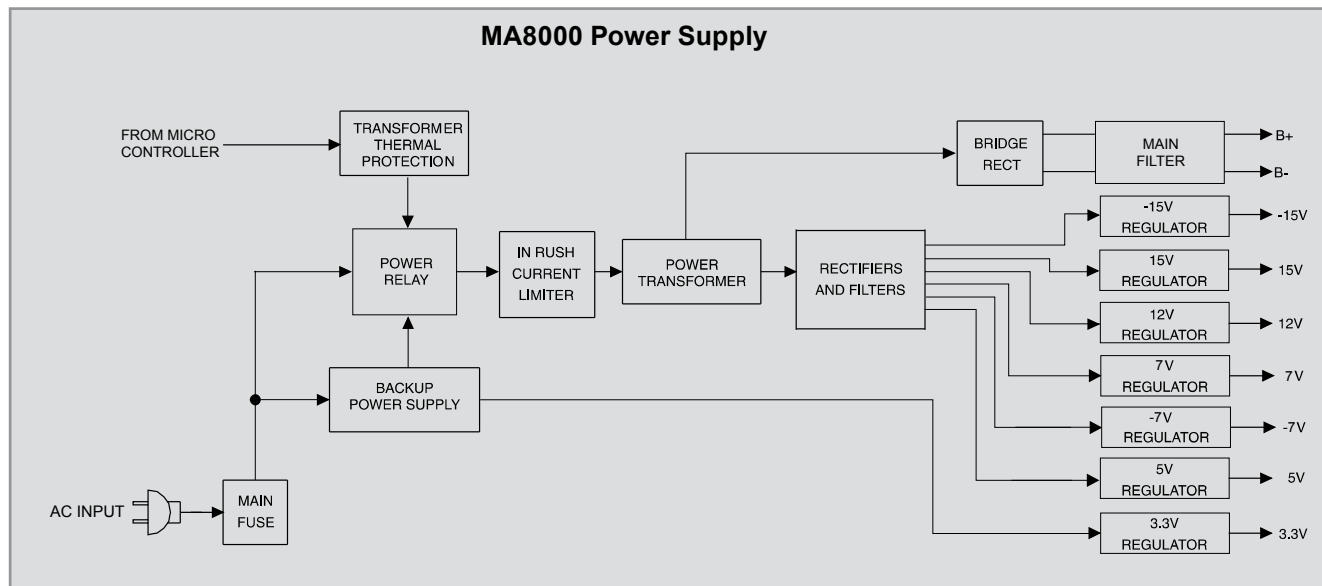 MA8000 Power Supply
FROM MICRO
CONTROLLER
TRANSFORMER
THERMAL
PROTECTION
BRIDGE
RECT
MAIN
FILTER
B+
B-
POWER
RELAY
IN RUSH
CURRENT
LIMITER
POWER
TRANSFORMER
RECTIFIERS
AND FILTERS
-15V
REGULATOR
-15V
15V
REGULATOR
15V
12V
REGULATOR
12V
7V
REGULATOR
7V
-7V
REGULATOR
-7V
5V
REGULATOR
5V
3.3V
REGULATOR
3.3V
BACKUP
POWER SUPPLY
AC INPUT
MAIN
FUSE